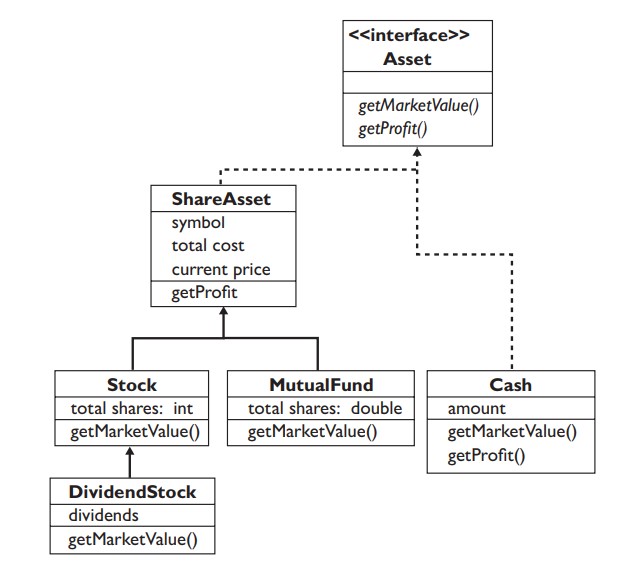 <<interface>>
Asset
getMarketValue()
getProfit()
ShareAsset
symbol
total cost
current price
getProfit
Stock
total shares: int
getMarketValue()
MutualFund
total shares: double
getMarketValue()
Cash
amount
getMarketValue()
getProfit()
DividendStock
dividends
getMarketValue()